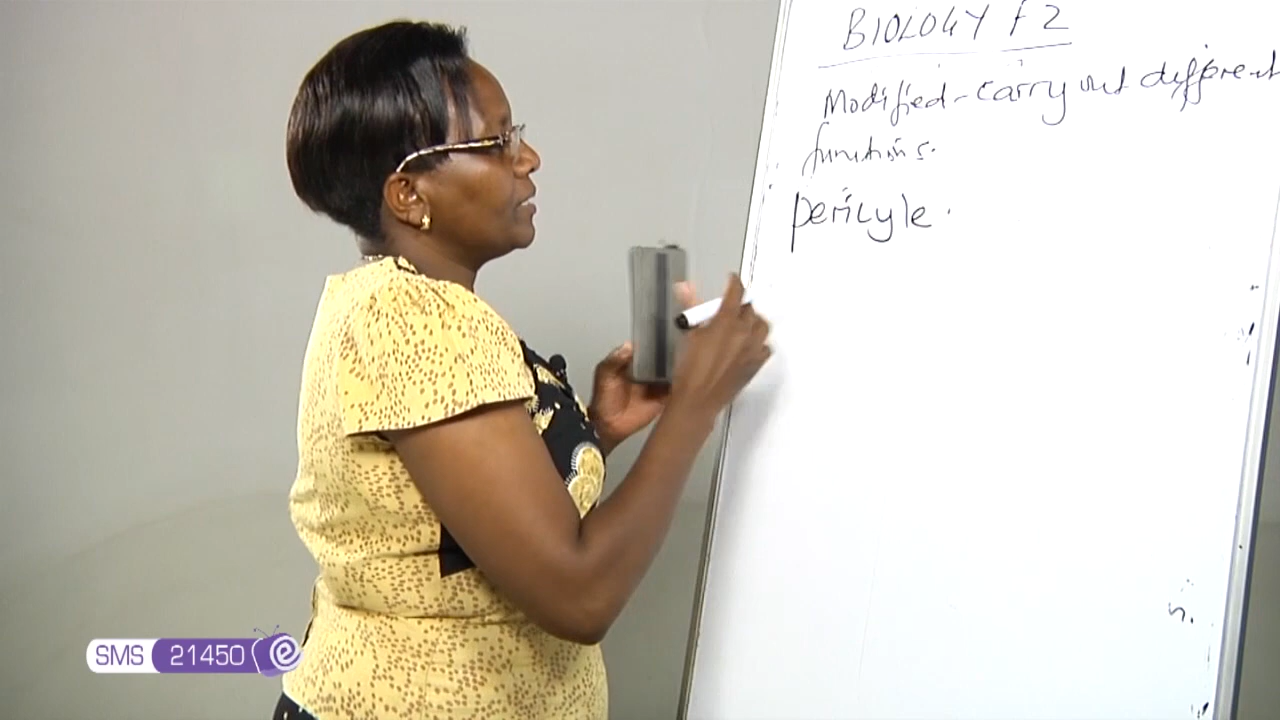 BIOLOGY F2
Modified - carry out different
functions.
pericyle.
n.
SMS 21450 e